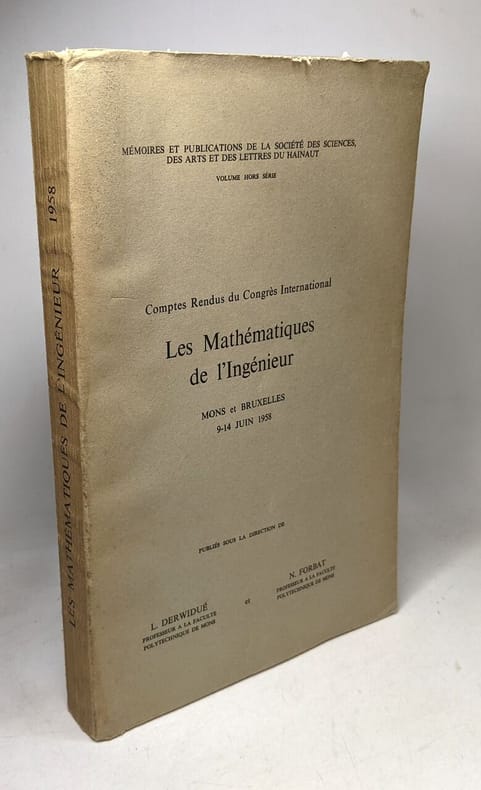 MÉMOIRES ET PUBLICATIONS DE LA SOCIÉTÉ DES SCIENCES,
DES ARTS ET DES LETTRES DU HAINAUT
VOLUME HORS SÉRIE
Comptes Rendus du Congrès International
Les Mathématiques
de l'Ingénieur
MONS et BRUXELLES
9-14 JUIN 1958
PUBLIÉS SOUS LA DIRECTION DE
L. DERWIDUÉ
PROFESSEUR A LA FACULTE
POLYTECHNIQUE DE MONS
et
N. FORBAT
PROFESSEUR A LA FACULTE
POLYTECHNIQUE DE MONS
LES MATHÉMATIQUES DE L'INGÉNIEUR — 1958